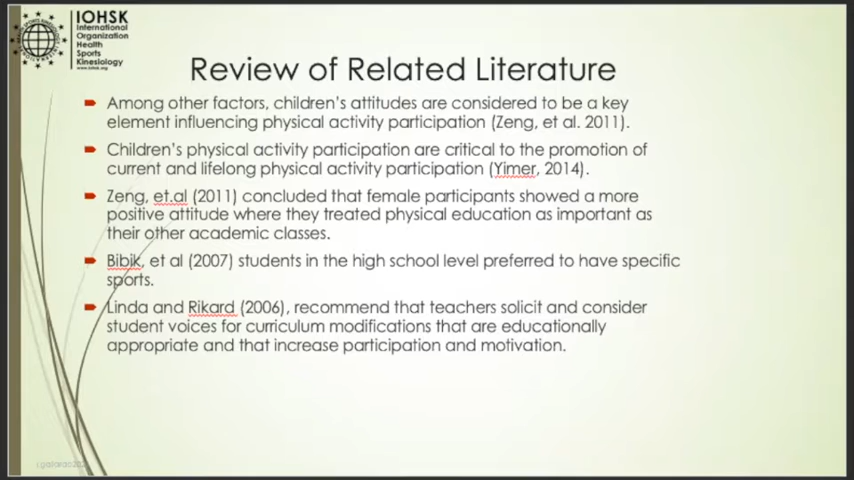 IOHSK
International
Organization
Health
Sports
Kinesiology
www.iohsk.org
Review of Related Literature
Among other factors, children's attitudes are considered to be a key
element influencing physical activity participation (Zeng, et al. 2011).
Children's physical activity participation are critical to the promotion of
current and lifelong physical activity participation (Yimer, 2014).
Zeng, et.al (2011) concluded that female participants showed a more
positive attitude where they treated physical education as important as
their other academic classes.
Bibik, et al (2007) students in the high school level preferred to have specific
sports.
Linda and Rikard (2006), recommend that teachers solicit and consider
student voices for curriculum modifications that are educationally
appropriate and that increase participation and motivation.